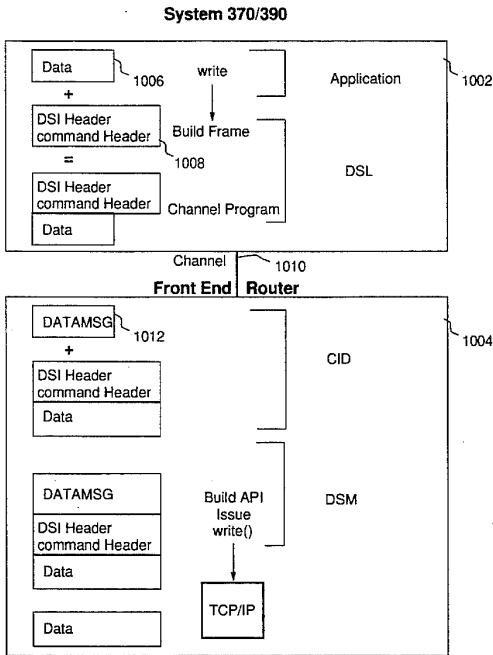 System 370/390
Data
1006
write
Application
1002
+
DSI Header
command Header
1008
Build Frame
=
DSL
DSI Header
command Header
Data
Channel Program
Channel
1010
Front End Router
DATAMSG
1012
1004
+
CID
DSI Header
command Header
Data
DATAMSG
Build API
Issue
write()
DSM
DSI Header
command Header
Data
TCP/IP
Data